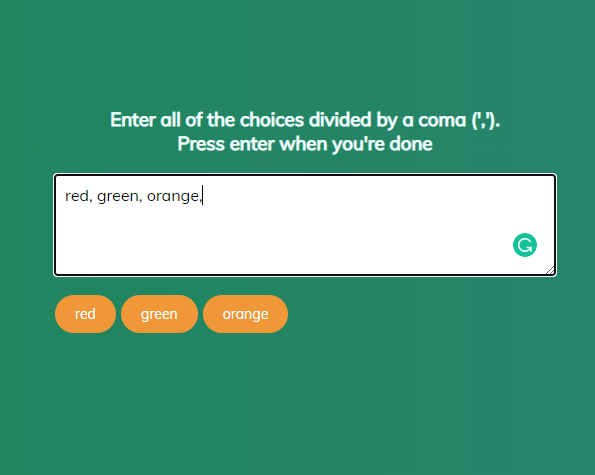 Enter all of the choices divided by a coma (',').
Press enter when you're done
red, green, orange,
red green orange